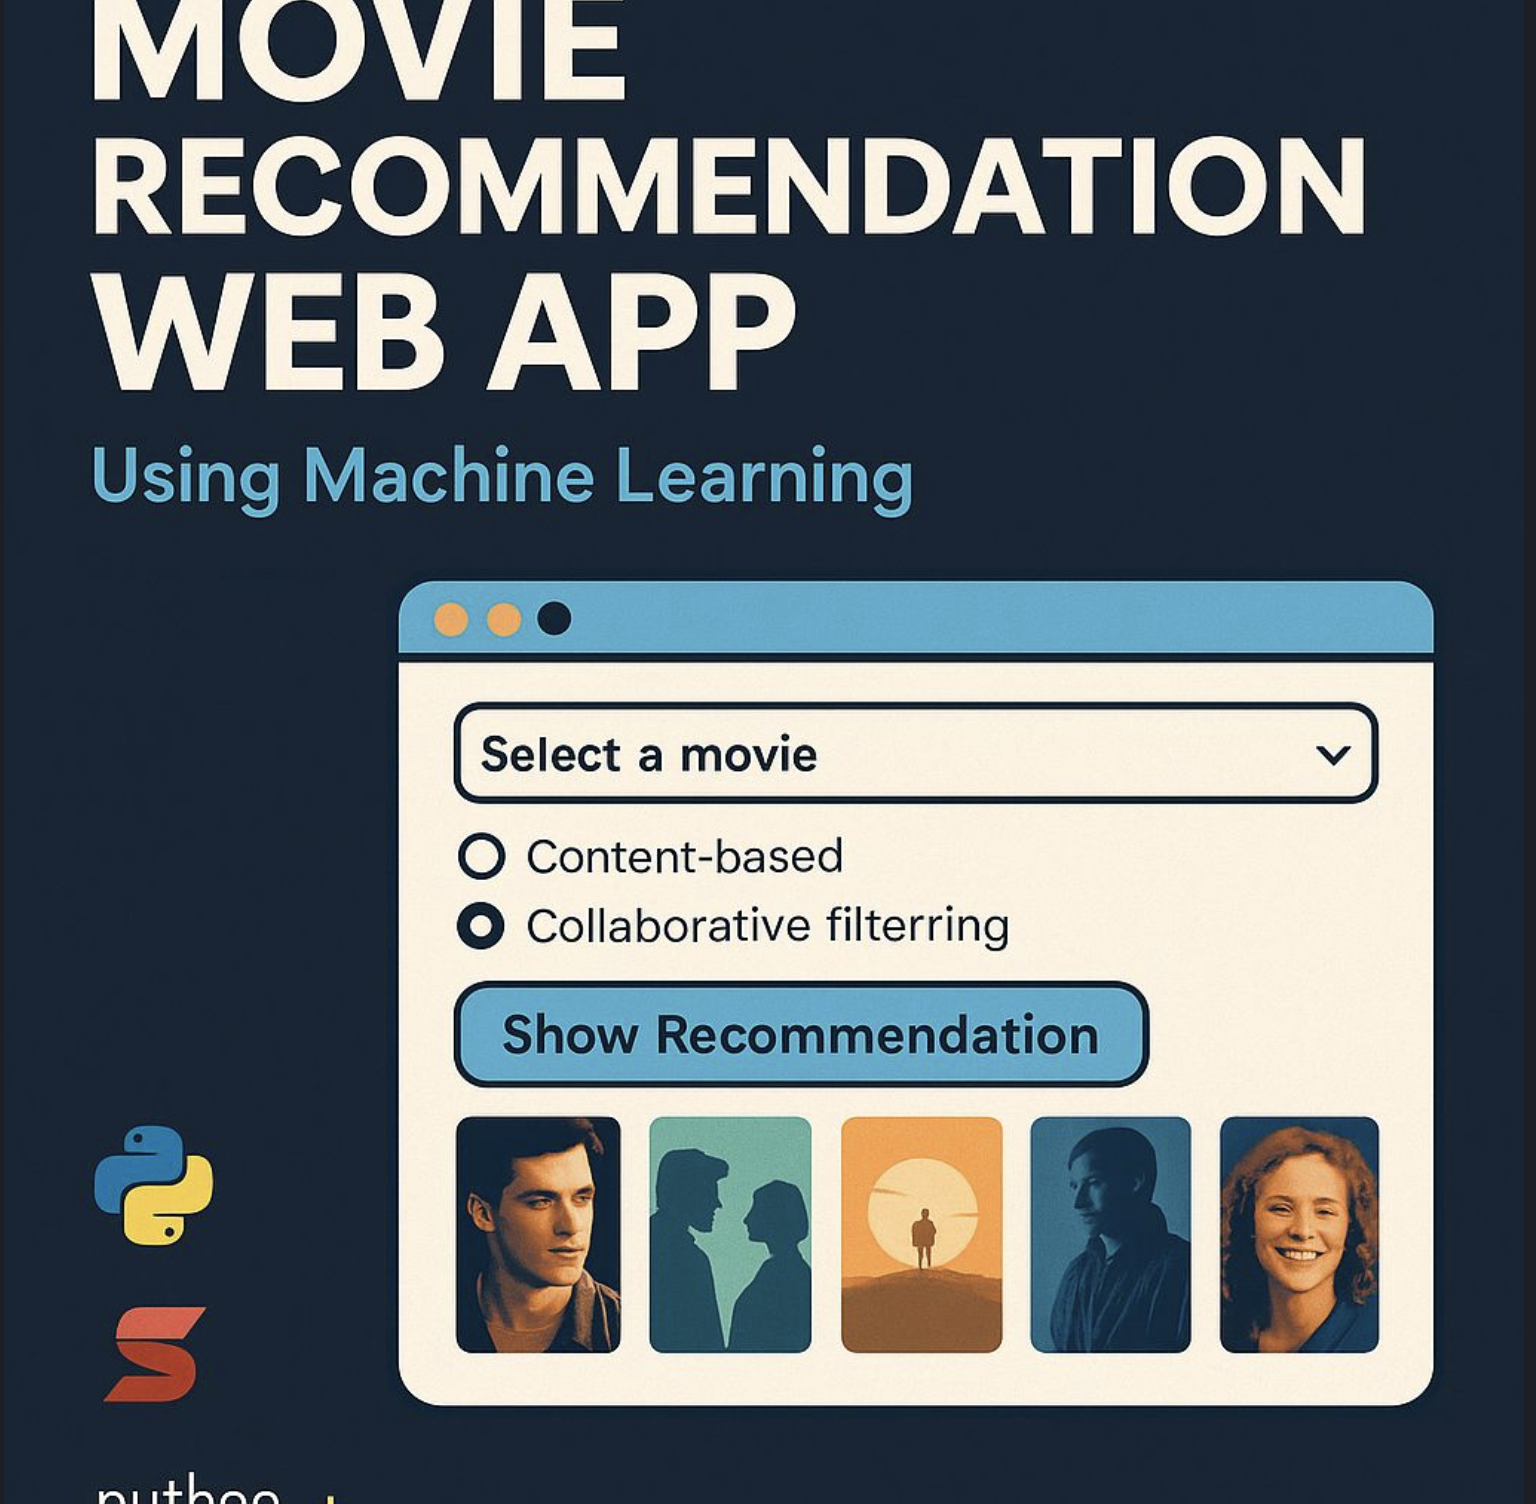 MOVIE
RECOMMENDATION
WEB APP
Using Machine Learning
Select a movie
Content-based
Collaborative filterring
Show Recommendation